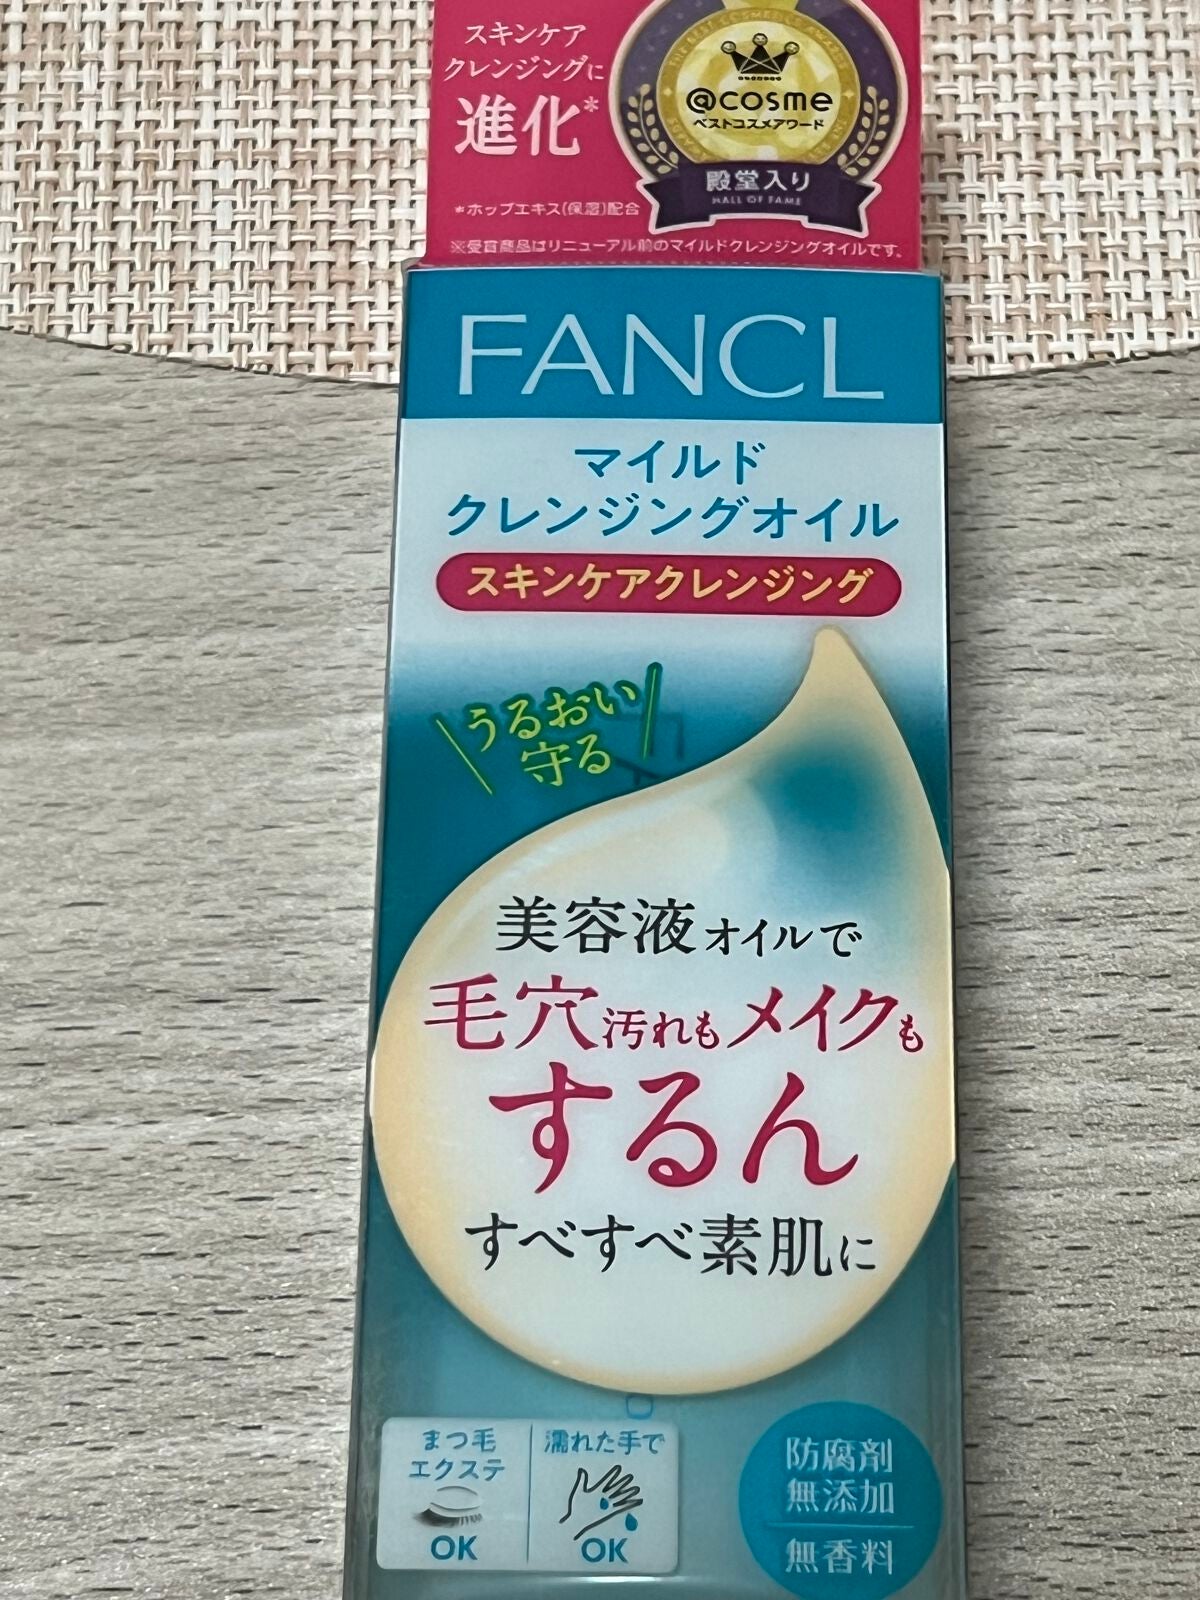 スキンケア
クレンジングに
進化*
@cosme
ベストコスメアワード
殿堂入り
HALL OF FAME
*ホップエキス(保湿)配合
※受賞商品はリニューアル前のマイルドクレンジングオイルです。
FANCL
マイルド
クレンジングオイル
スキンケアクレンジング
うるおい
守る
美容液オイルで
毛穴汚れもメイクも
するん
すべすべ素肌に
まつ毛
エクステ
OK
濡れた手で
OK
防腐剤
無添加
無香料